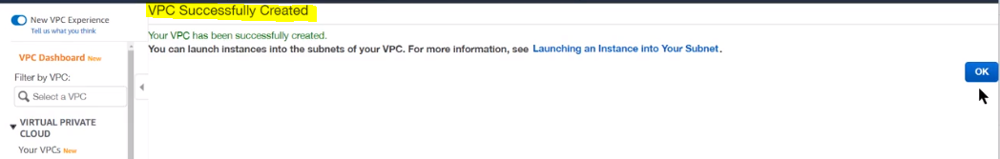 New VPC Experience
Tell us what you think
VPC Dashboard New
Filter by VPC:
Select a VPC
VIRTUAL PRIVATE
CLOUD
Your VPCs New
VPC Successfully Created
Your VPC has been successfully created.
You can launch instances into the subnets of your VPC. For more information, see Launching an Instance into Your Subnet.
OK